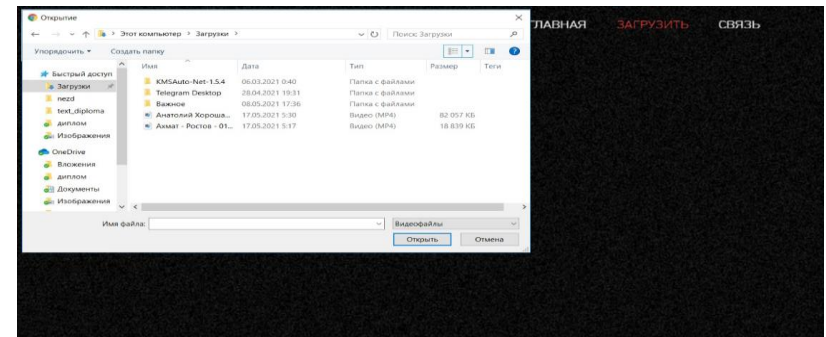 Открытие
ГЛАВНАЯ ЗАГРУЗИТЬ СВЯЗЬ
Этот компьютер > Загрузки >
Поиск: Загрузки
Упорядочить Создать папку
Имя Дата Тип Размер Теги
Быстрый доступ
Загрузки
nezd
text_diploma
диплом
Изображения
OneDrive
Вложения
диплом
Документы
Изображения
KMSAuto-Net-1.5.4 06.03.2021 0:40 Папка с файлами
Telegram Desktop 28.04.2021 19:31 Папка с файлами
Важное 08.05.2021 17:36 Папка с файлами
Анатолий Хороша... 17.05.2021 5:30 Видео (MP4) 82 057 КБ
Ахмат - Ростов - 01... 17.05.2021 5:17 Видео (MP4) 18 839 КБ
Имя файла: Видеофайлы
Открыть Отмена